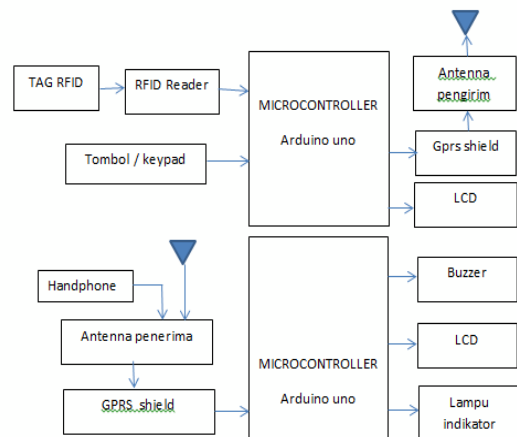 TAG RFID
RFID Reader
Tombol / keypad
MICROCONTROLLER
Arduino uno
Antenna
pengirim
Gprs shield
LCD
Handphone
Antenna penerima
GPRS shield
MICROCONTROLLER
Arduino uno
Buzzer
LCD
Lampu
indikator